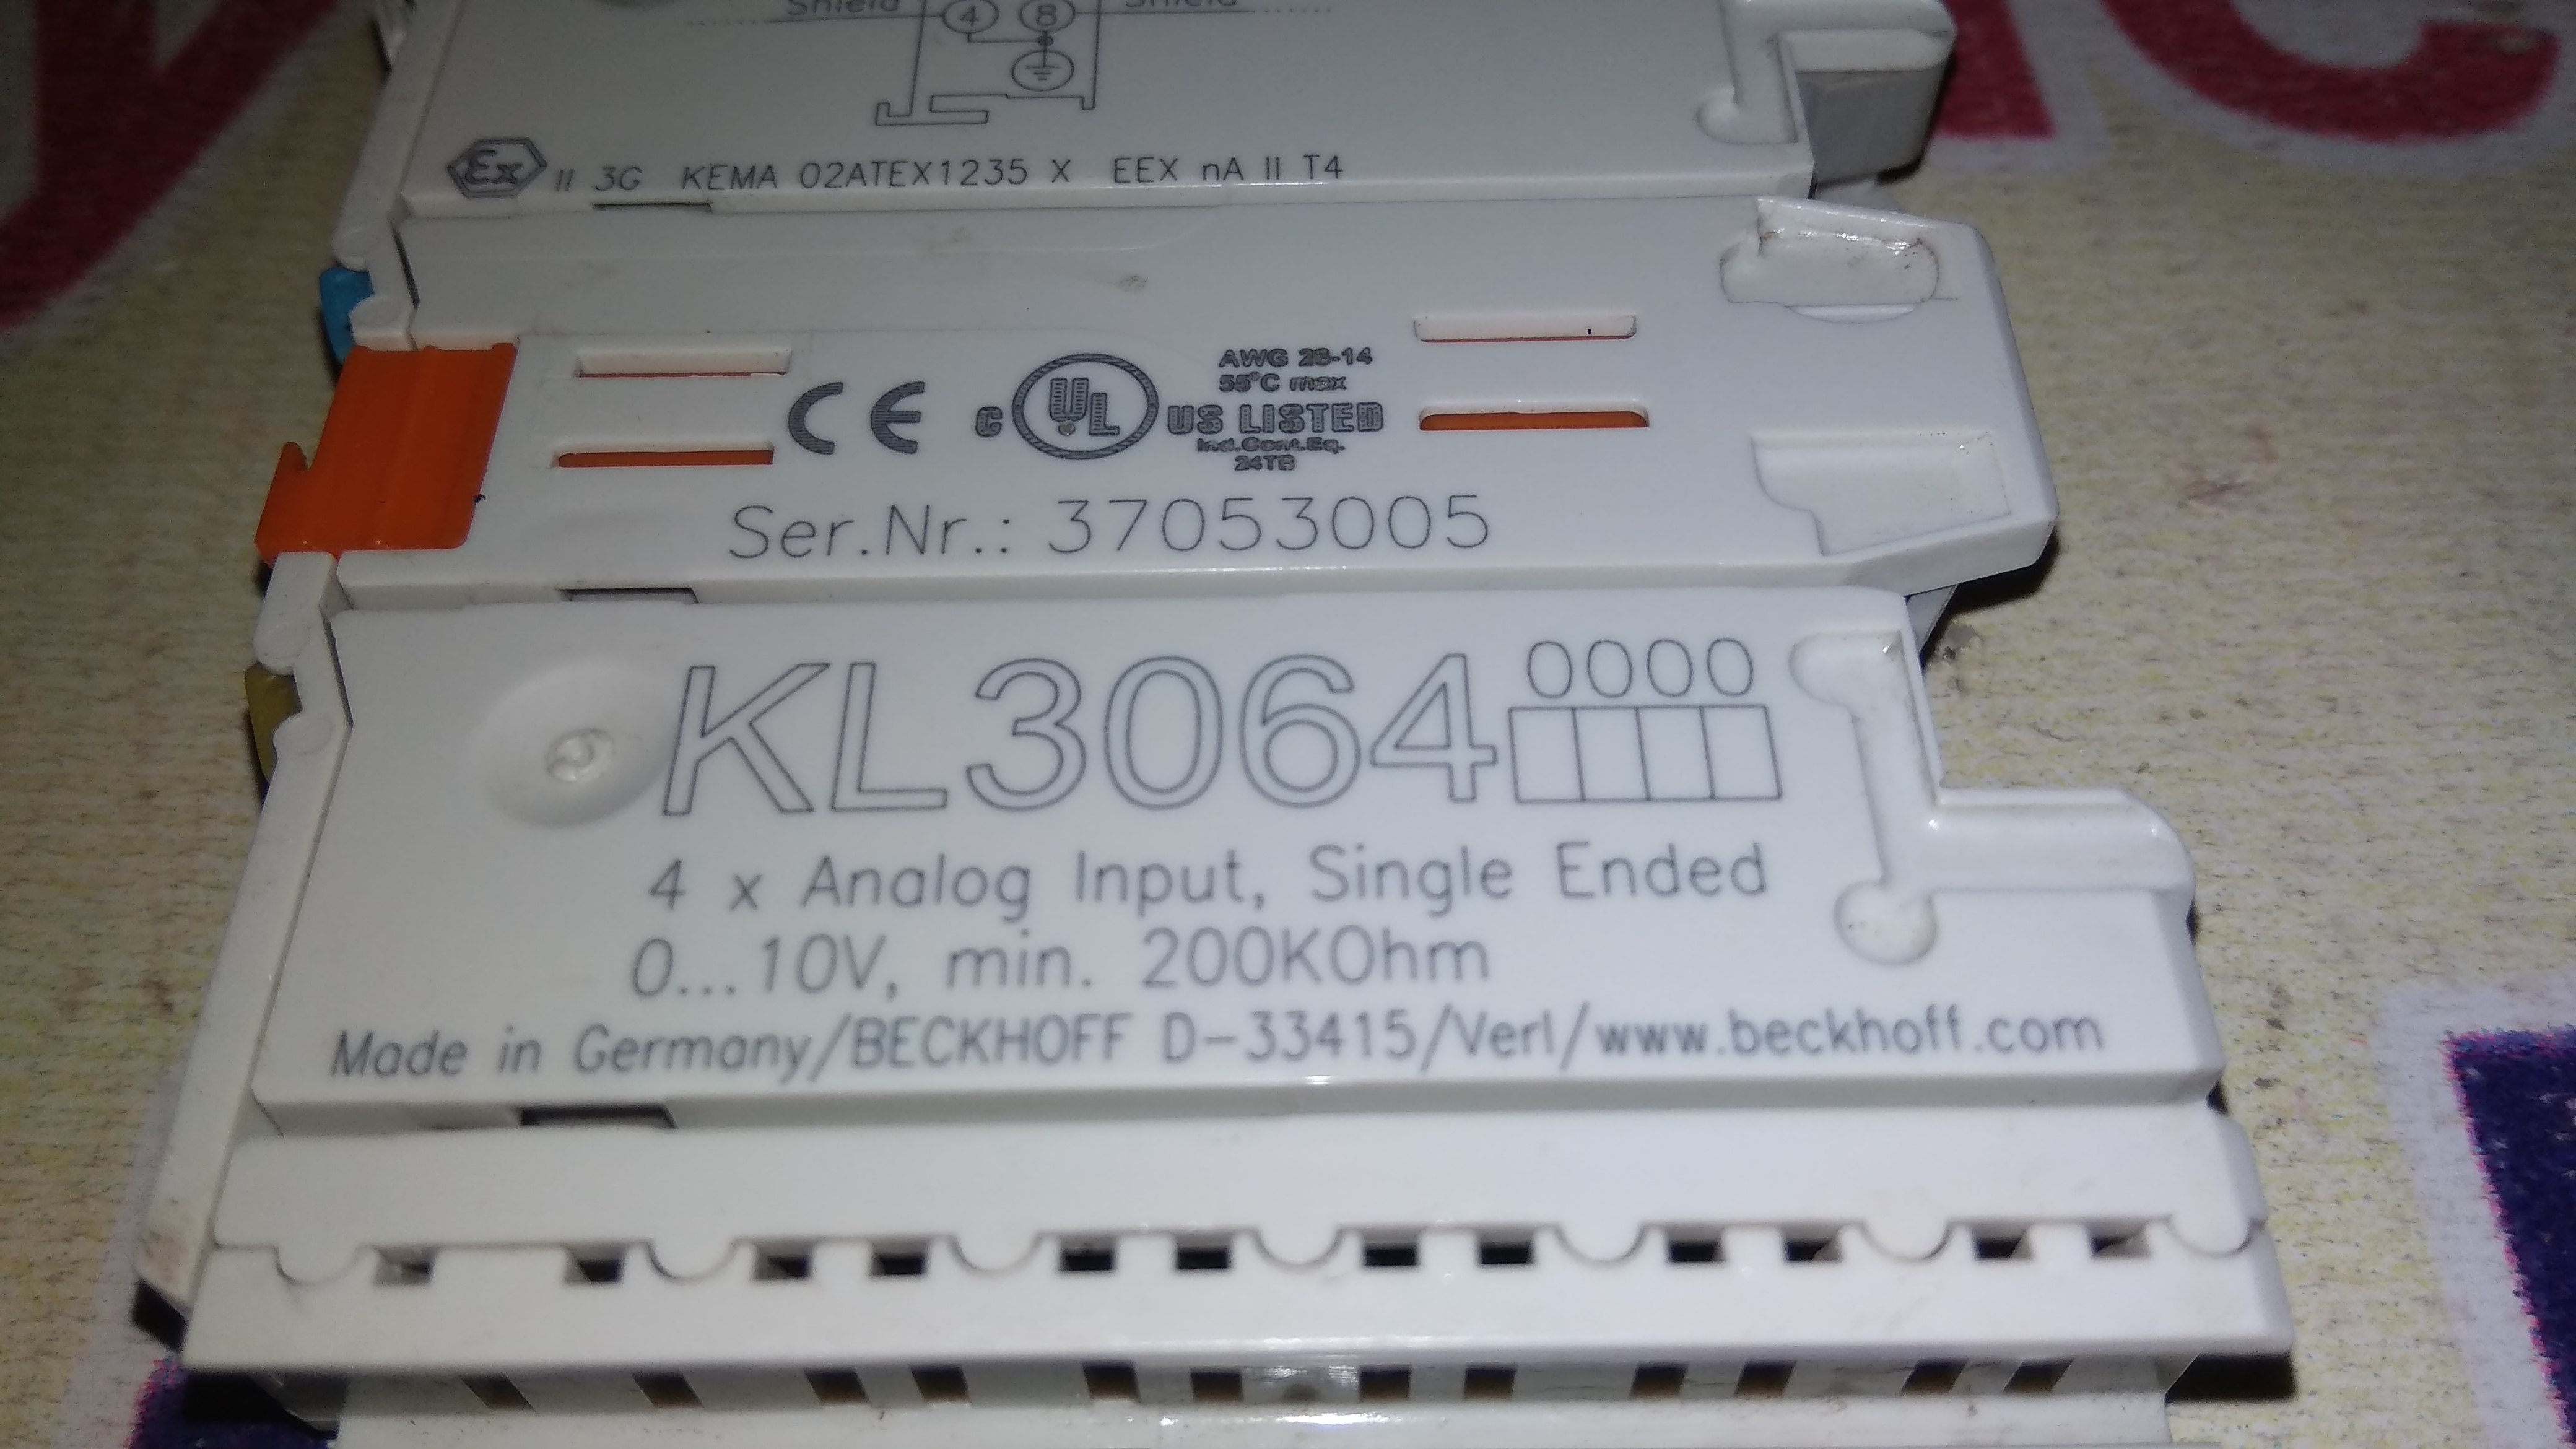 Shield 4 8 Shield
Ex II 3G KEMA 02ATEX1235 X EEX nA II T4
AWG 28-14
55°C max
CE C UL US LISTED
Ind.Cont.Eq.
24TB
Ser.Nr.: 37053005
0000
KL3064
4 x Analog Input, Single Ended
0...10V, min. 200KOhm
Made in Germany/BECKHOFF D-33415/Verl/www.beckhoff.com